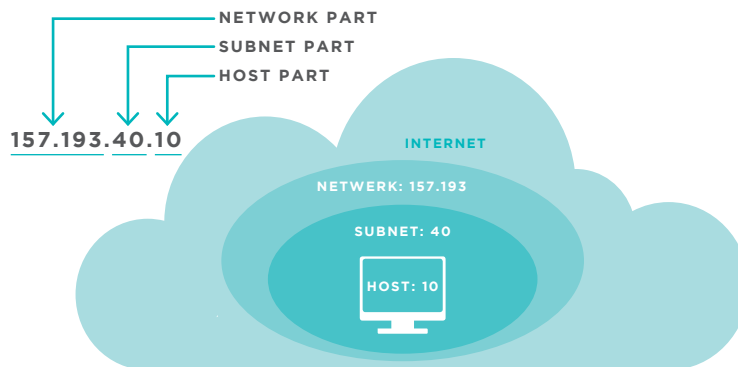 NETWORK PART
SUBNET PART
HOST PART
157.193.40.10
INTERNET
NETWERK: 157.193
SUBNET: 40
HOST: 10